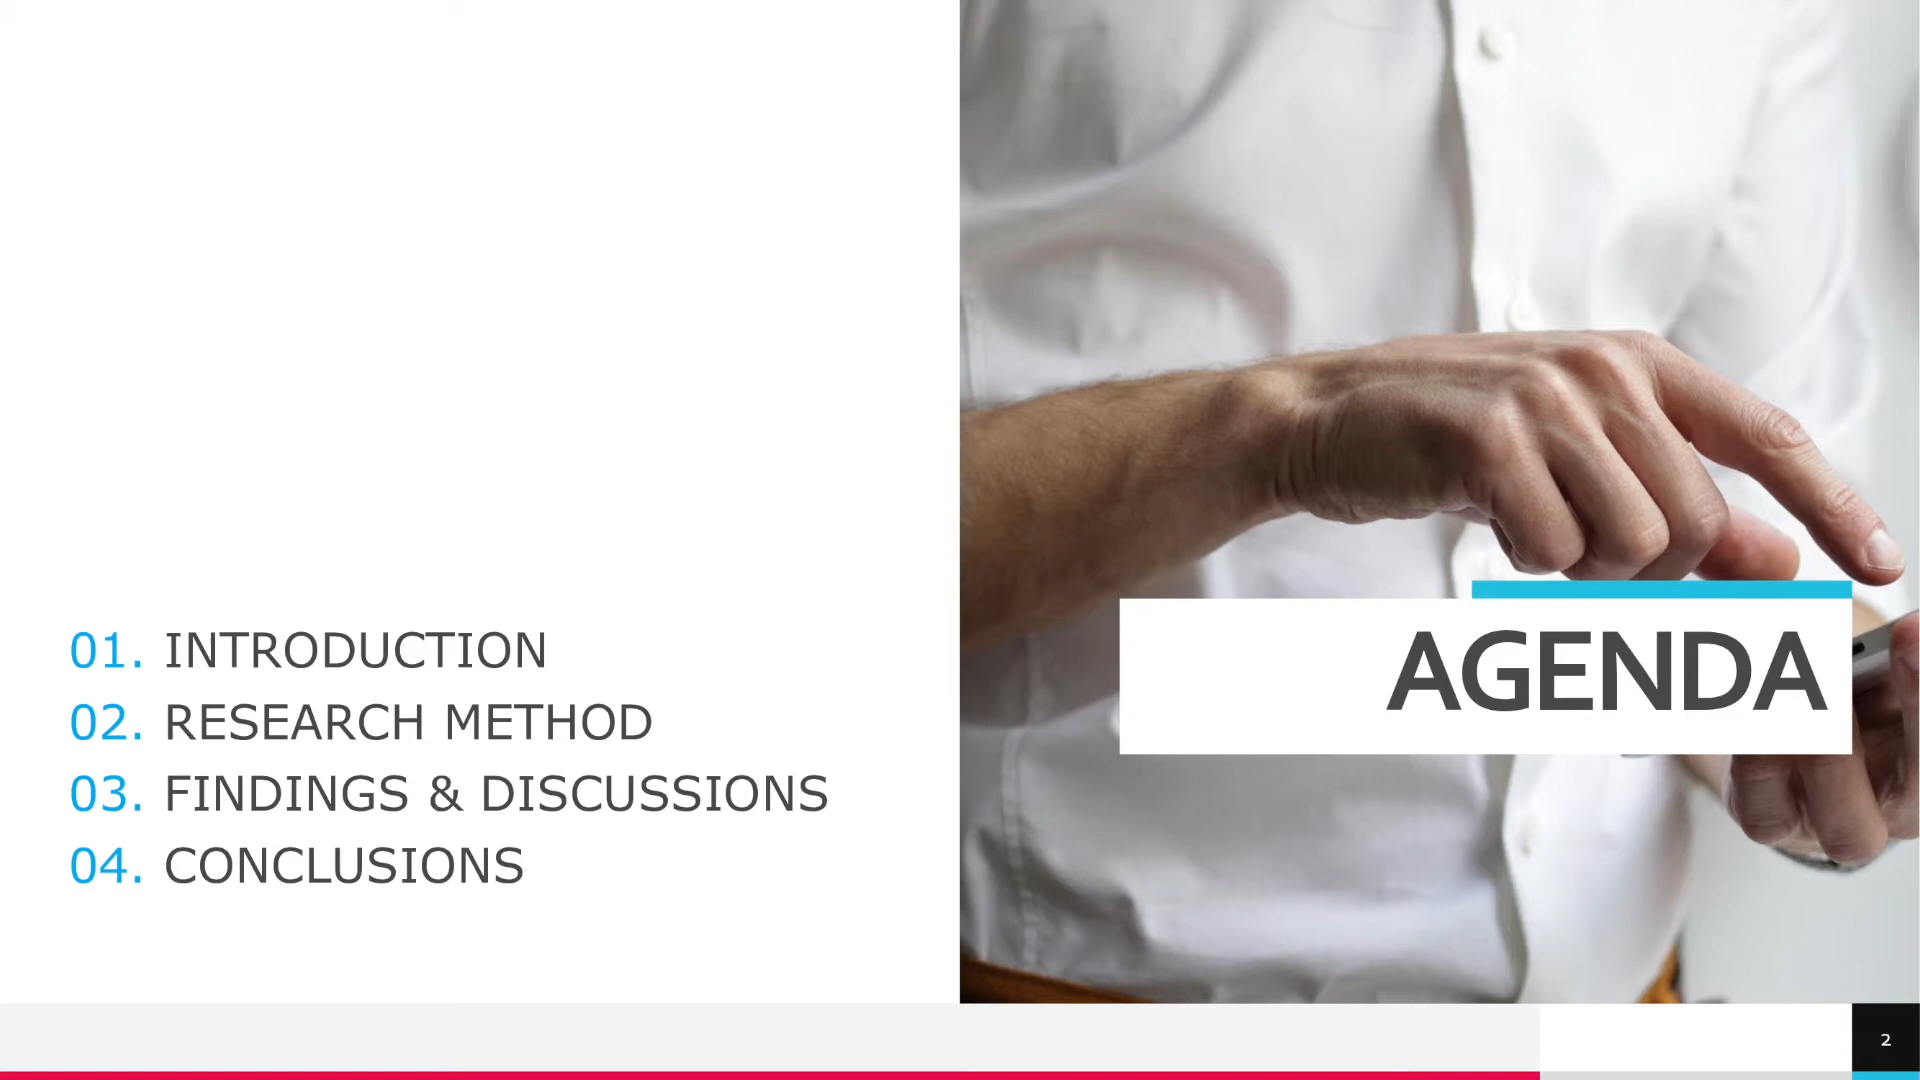 01. INTRODUCTION
02. RESEARCH METHOD
03. FINDINGS & DISCUSSIONS
04. CONCLUSIONS
AGENDA
2